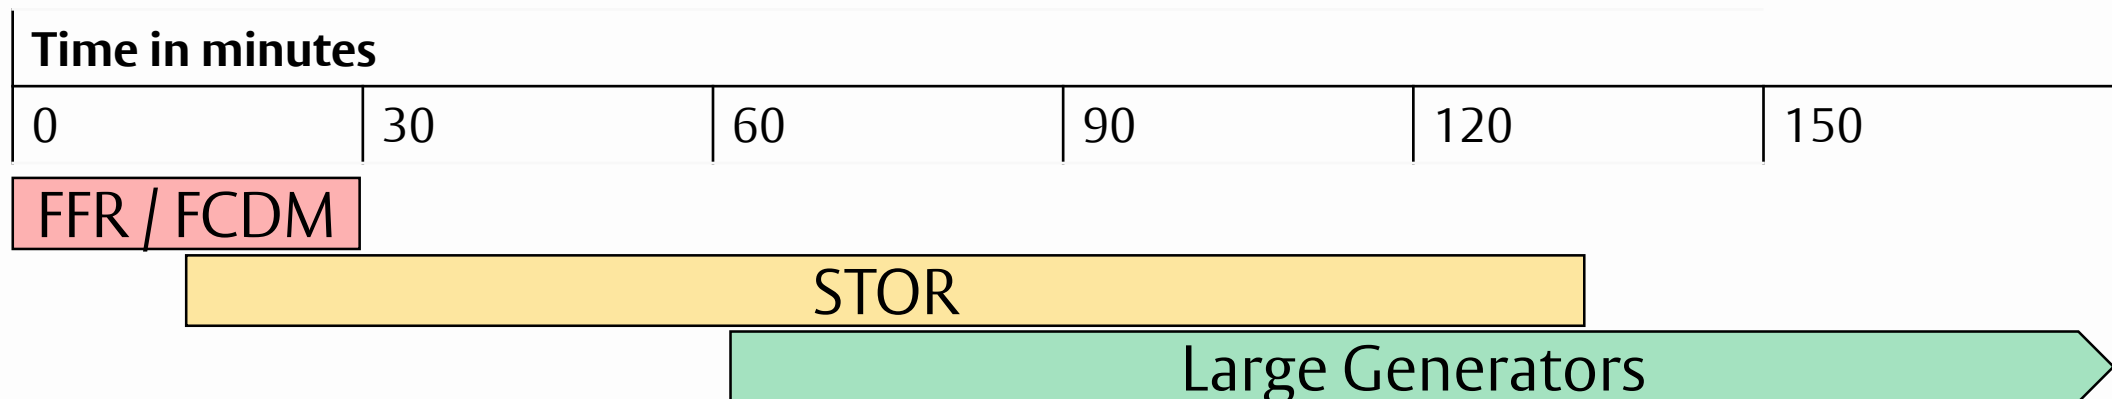 Time in minutes
0 30 60 90 120 150
FFR / FCDM
STOR
Large Generators